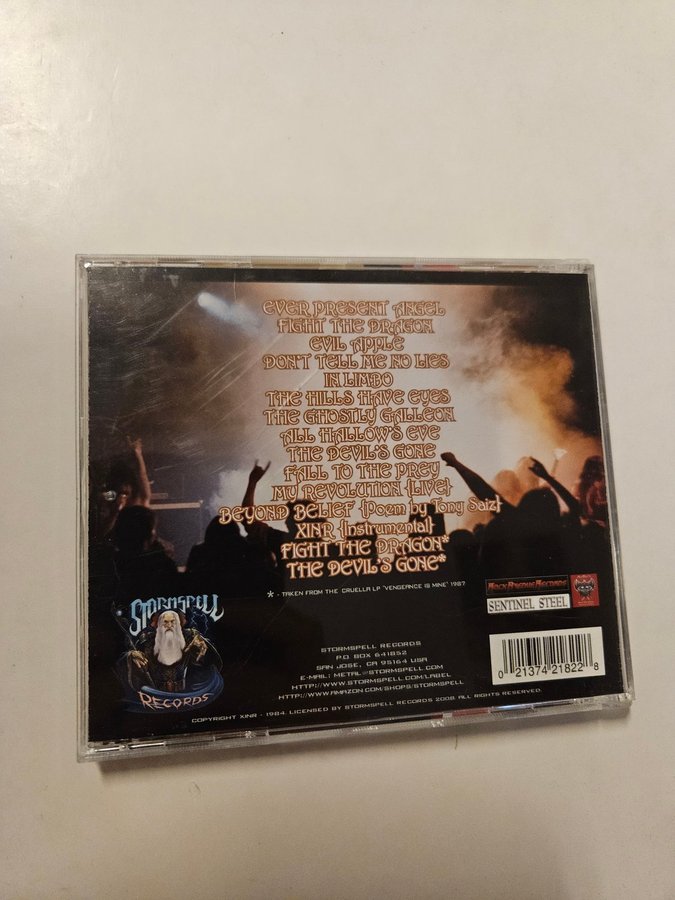 EVER PRESENT ANGEL
FIGHT THE DRAGON
EVIL APPLE
DON'T TELL ME NO LIES
IN LIMBO
THE HILLS HAVE EYES
THE GHOSTLY GALLEON
ALL HALLOW'S EVE
THE DEVIL'S GONE
FALL TO THE PREY
MY REVOLUTION {LIVE}
BEYOND BELIEF {Poem by Tony Saiz}
XINR {Instrumental}
FIGHT THE DRAGON*
THE DEVIL'S GONE*
* - TAKEN FROM THE CRUELLA LP "VENGEANCE IS MINE" 1987
STORMSPELL
RECORDS
STORMSPELL RECORDS
P.O. BOX 641852
SAN JOSE, CA 95164 USA
E-MAIL: METAL@STORMSPELL.COM
HTTP://WWW.STORMSPELL.COM/LABEL
HTTP://WWW.AMAZON.COM/SHOPS/STORMSPELL
COPYRIGHT XINR - 1984. LICENSED BY STORMSPELL RECORDS 2008. ALL RIGHTS RESERVED.
SENTINEL STEEL
0 21374 21822 8